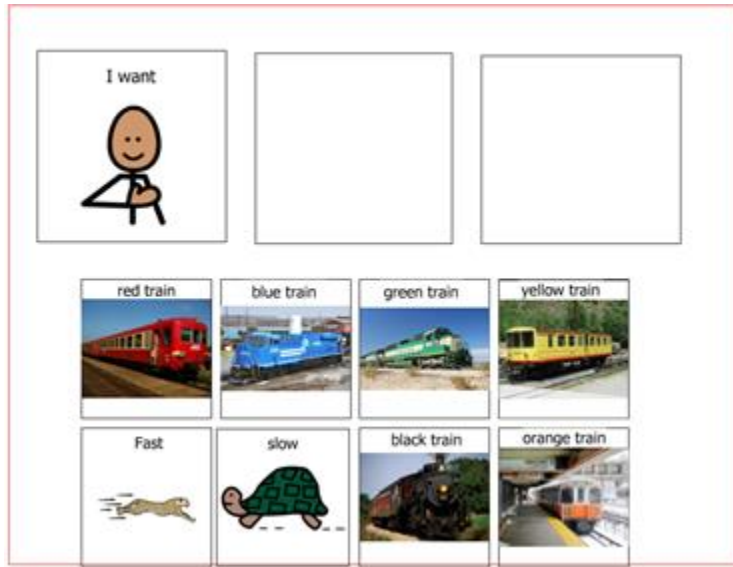 I want
red train
blue train
green train
yellow train
Fast
slow
black train
orange train